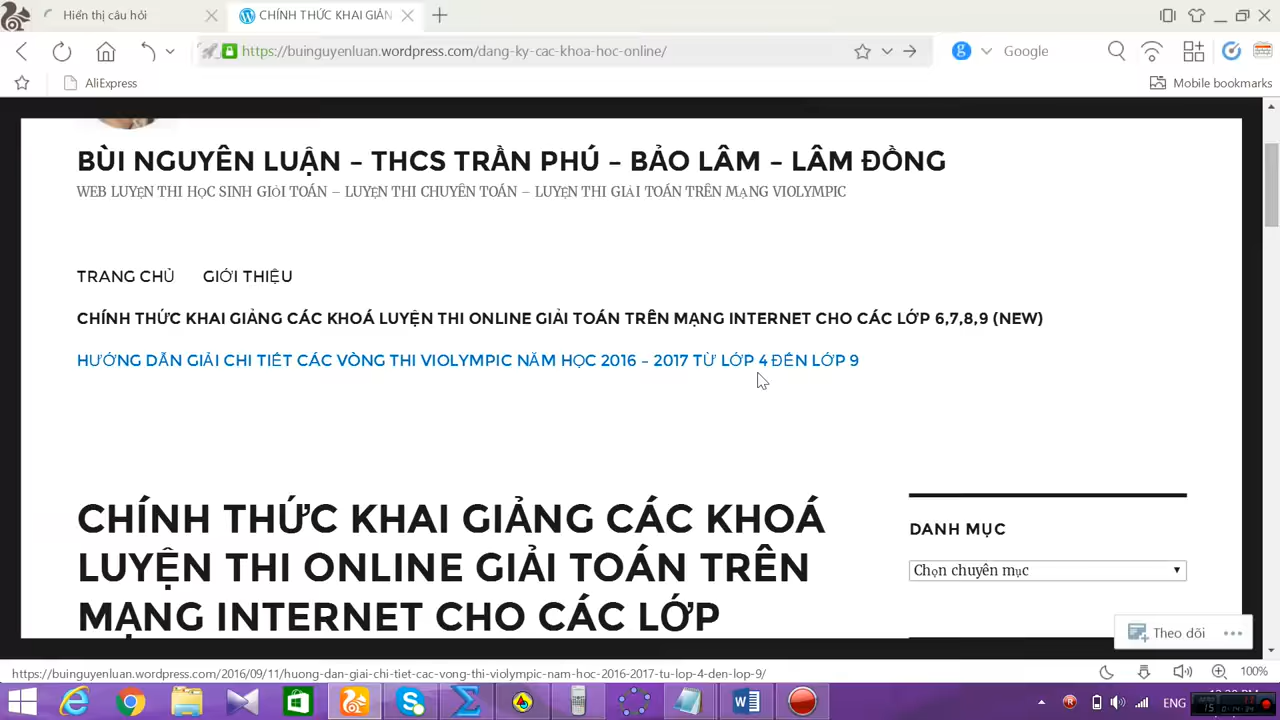 Hiển thị câu hỏi
CHÍNH THỨC KHAI GIẢN
https://buinguyenluan.wordpress.com/dang-ky-cac-khoa-hoc-online/
Google
AliExpress
Mobile bookmarks
BÙI NGUYÊN LUẬN – THCS TRẦN PHÚ – BẢO LÂM – LÂM ĐỒNG
WEB LUYỆN THI HỌC SINH GIỎI TOÁN – LUYỆN THI CHUYÊN TOÁN – LUYỆN THI GIẢI TOÁN TRÊN MẠNG VIOLYMPIC
TRANG CHỦ GIỚI THIỆU
CHÍNH THỨC KHAI GIẢNG CÁC KHOÁ LUYỆN THI ONLINE GIẢI TOÁN TRÊN MẠNG INTERNET CHO CÁC LỚP 6,7,8,9 (NEW)
HƯỚNG DẪN GIẢI CHI TIẾT CÁC VÒNG THI VIOLYMPIC NĂM HỌC 2016 – 2017 TỪ LỚP 4 ĐẾN LỚP 9
CHÍNH THỨC KHAI GIẢNG CÁC KHOÁ
LUYỆN THI ONLINE GIẢI TOÁN TRÊN
MẠNG INTERNET CHO CÁC LỚP
DANH MỤC
Chọn chuyên mục
Theo dõi
https://buinguyenluan.wordpress.com/2016/09/11/huong-dan-giai-chi-tiet-cac-vong-thi-violympic-nam-hoc-2016-2017-tu-lop-4-den-lop-9/
100%
ENG